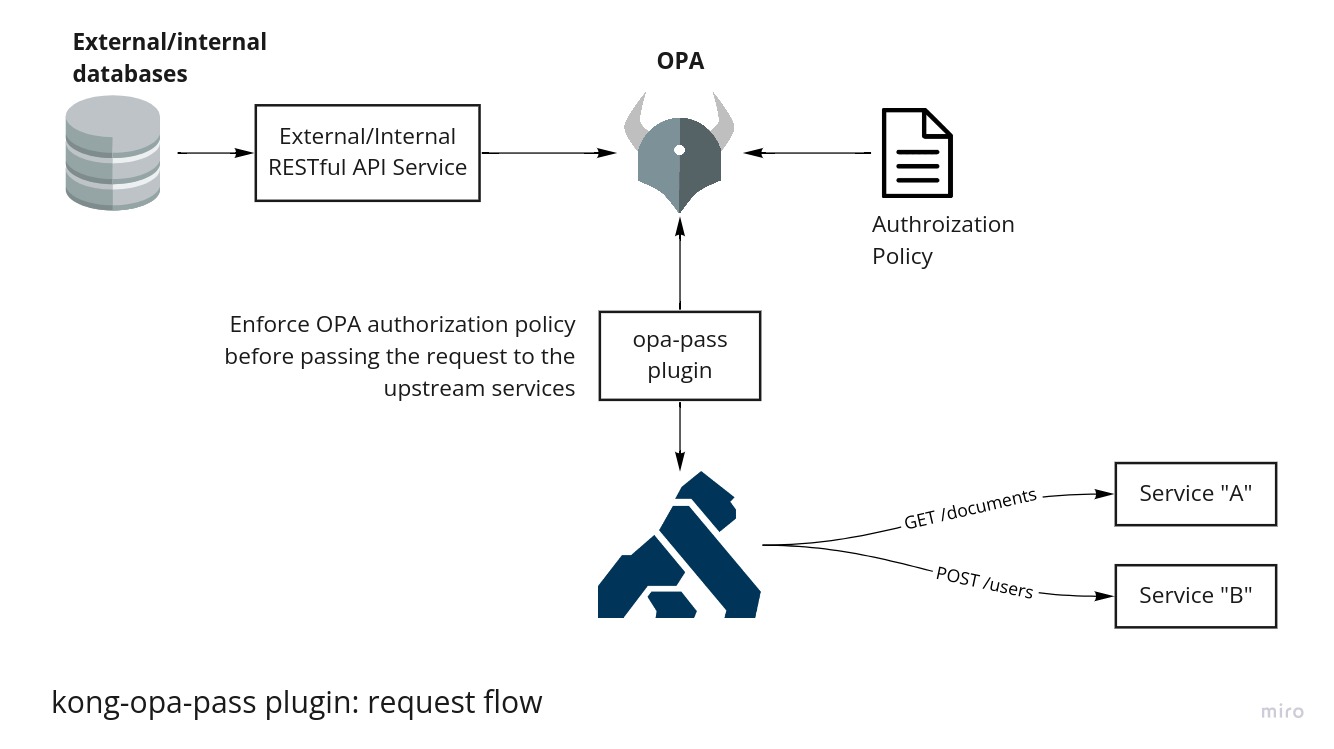 External/internal
databases
OPA
External/Internal
RESTful API Service
Authroization
Policy
Enforce OPA authorization policy
before passing the request to the
upstream services
opa-pass
plugin
GET /documents
Service "A"
POST /users
Service "B"
kong-opa-pass plugin: request flow
miro